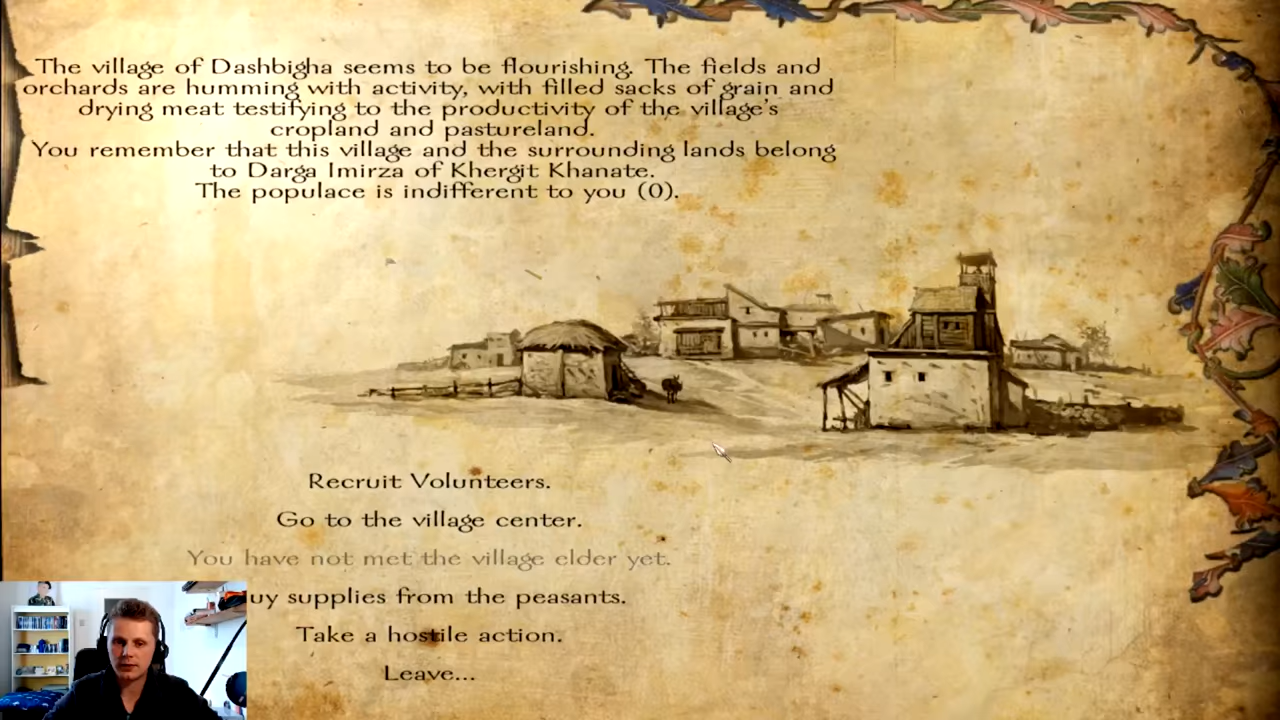 The village of Dashbigha seems to be flourishing. The fields and
orchards are humming with activity, with filled sacks of grain and
drying meat testifying to the productivity of the village's
cropland and pastureland.
You remember that this village and the surrounding lands belong
to Darga Imirza of Khergit Khanate.
The populace is indifferent to you (0).
Recruit Volunteers.
Go to the village center.
You have not met the village elder yet.
uy supplies from the peasants.
Take a hostile action.
Leave...